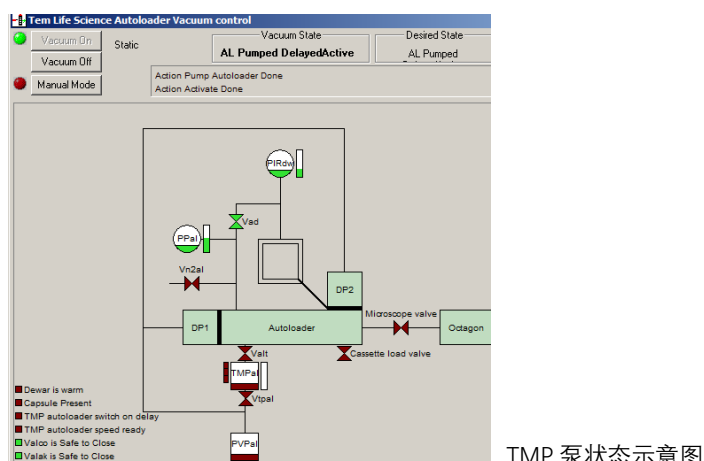 Tem Life Science Autoloader Vacuum control
Vacuum On
Static
Vacuum State
Desired State
AL Pumped DelayedActive
AL Pumped
Vacuum Off
Manual Mode
Action Pump Autoloader Done
Action Activate Done
PIRdw
Vad
PPal
Vn2al
DP2
Microscope valve
DP1
Autoloader
Octagon
Valt
Cassette load valve
TMPal
Vtpal
Dewar is warm
Capsule Present
TMP autoloader switch on delay
TMP autoloader speed ready
Valco is Safe to Close
Valak is Safe to Close
PVPal
TMP 泵状态示意图